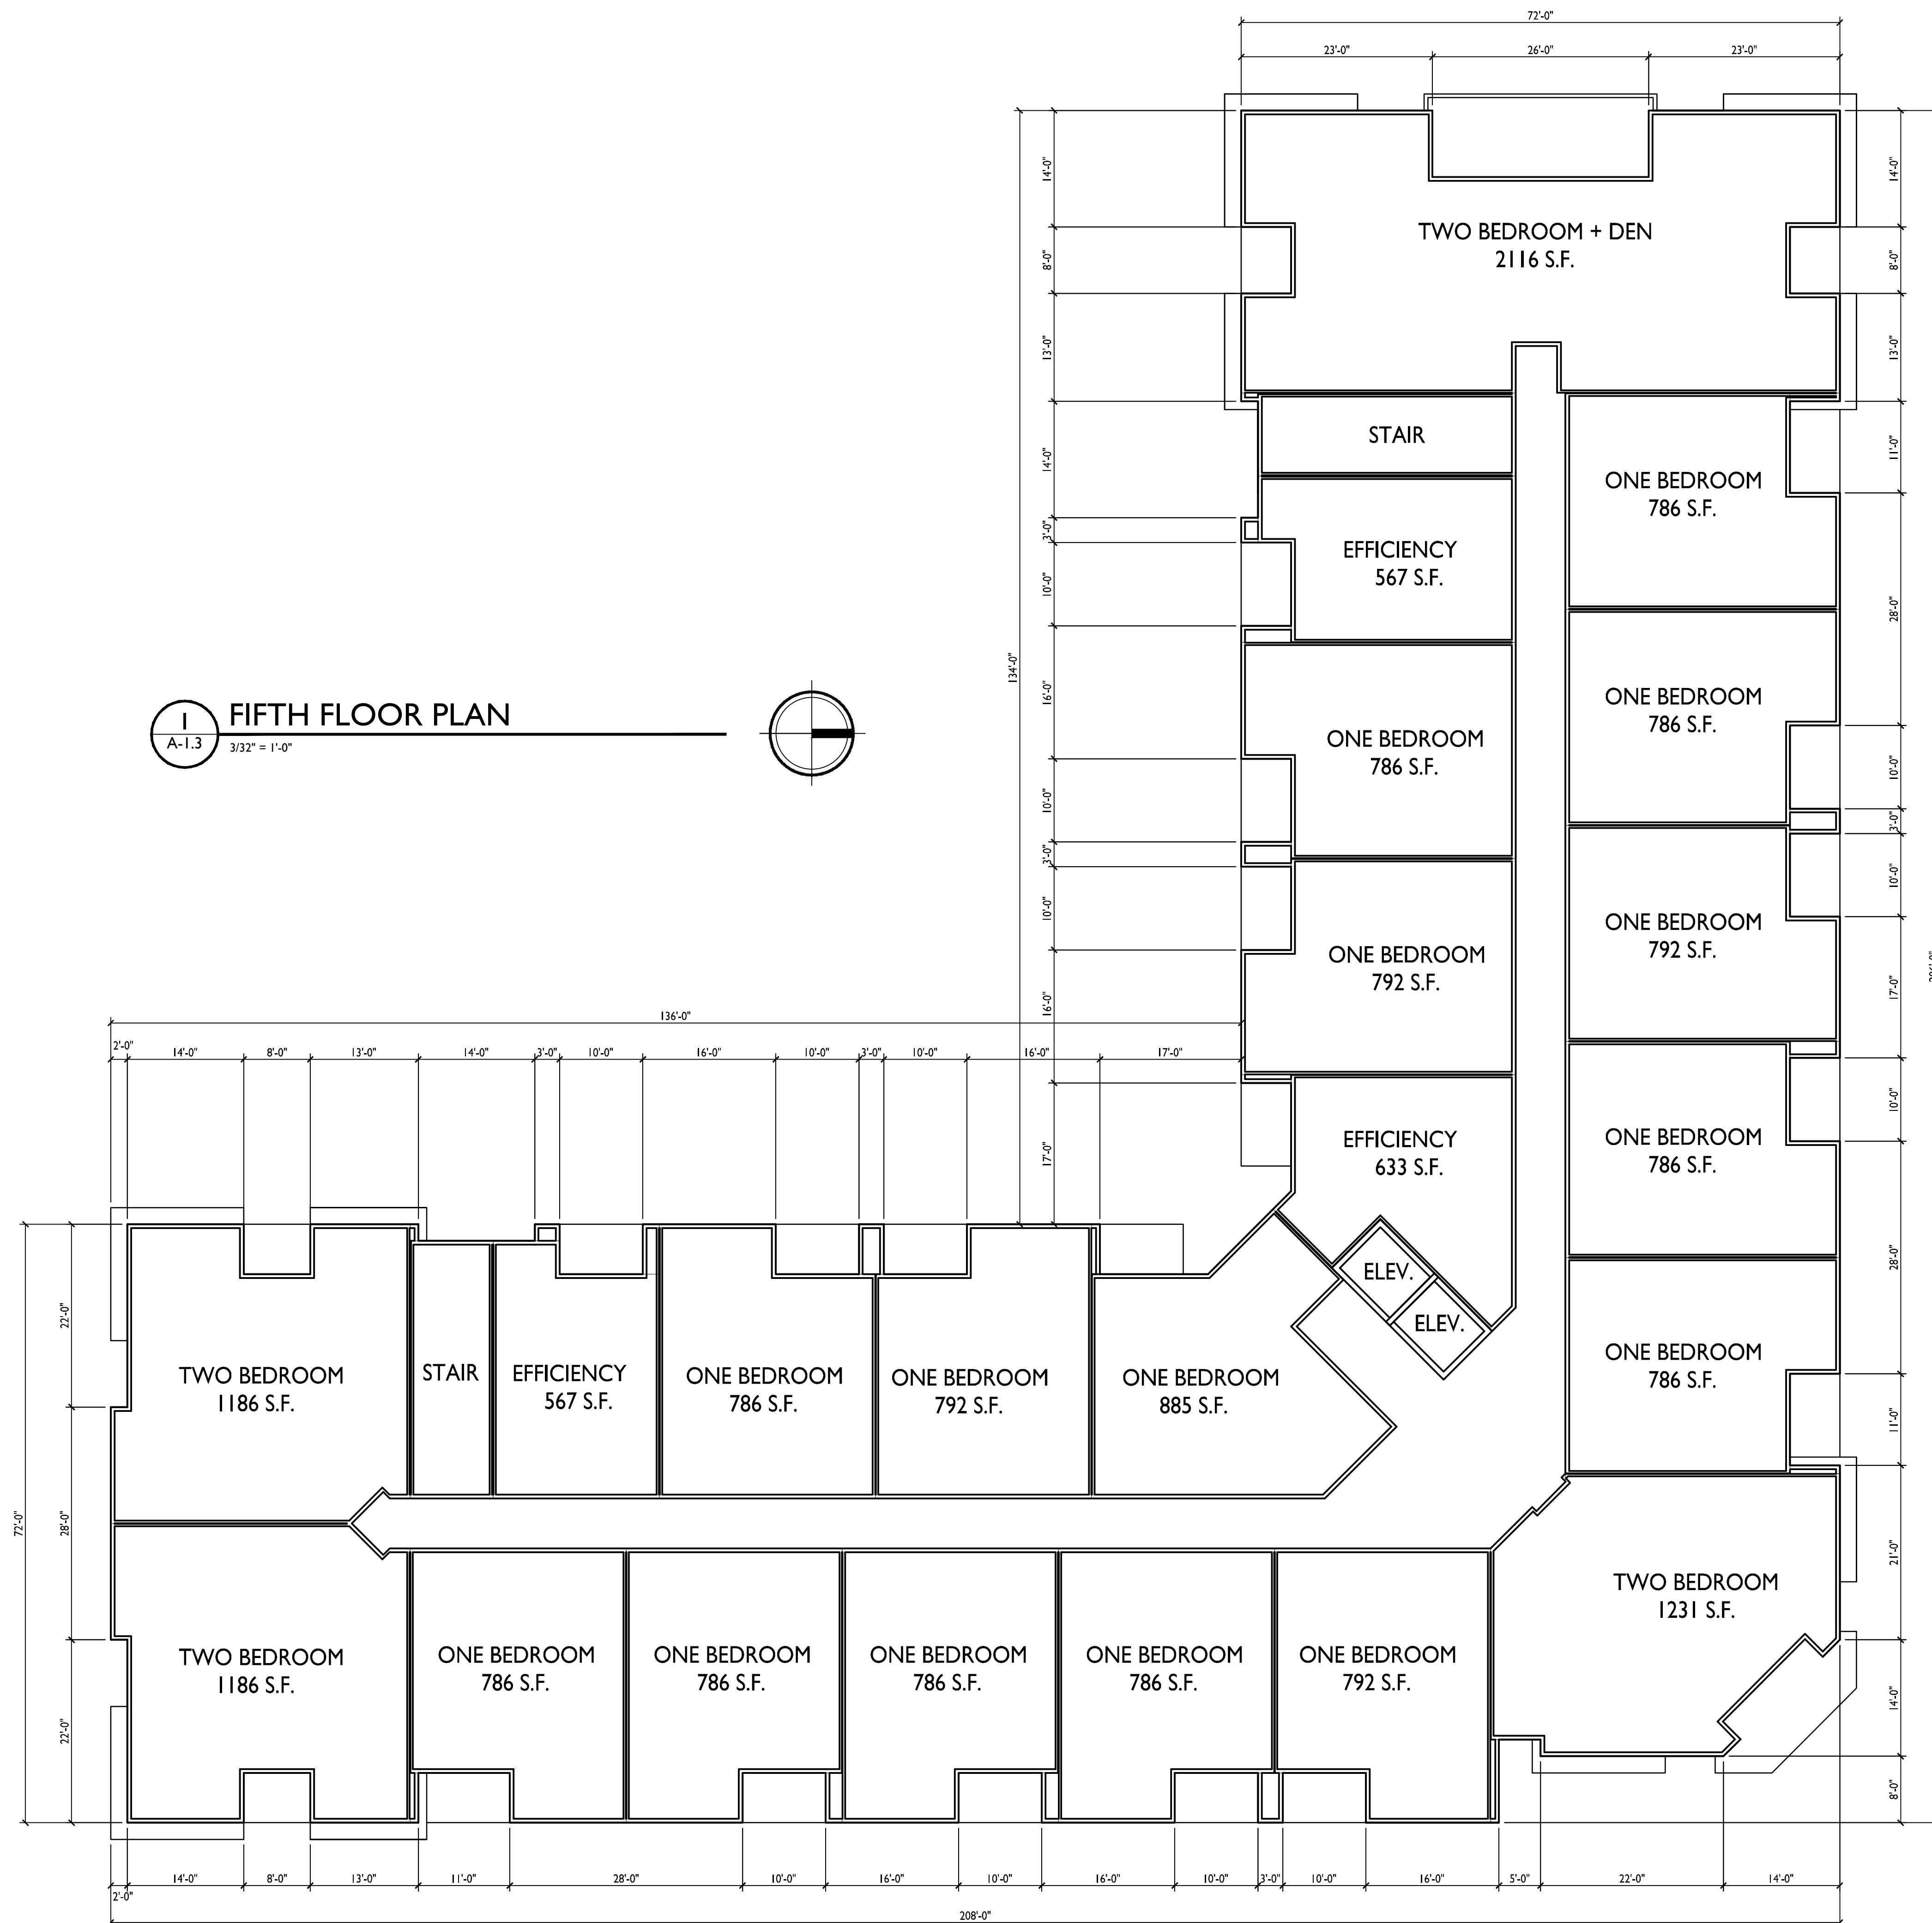 72'-0"
23'-0" 26'-0" 23'-0"
14'-0"
8'-0"
13'-0"
14'-0"
3'-0"
10'-0"
16'-0"
10'-0"
3'-0"
10'-0"
16'-0"
17'-0"
134'-0"
14'-0"
8'-0"
13'-0"
11'-0"
28'-0"
10'-0"
3'-0"
10'-0"
17'-0"
10'-0"
28'-0"
11'-0"
21'-0"
14'-0"
8'-0"
TWO BEDROOM + DEN
2116 S.F.
STAIR
EFFICIENCY
567 S.F.
ONE BEDROOM
786 S.F.
ONE BEDROOM
792 S.F.
EFFICIENCY
633 S.F.
ELEV.
ELEV.
ONE BEDROOM
786 S.F.
ONE BEDROOM
786 S.F.
ONE BEDROOM
792 S.F.
ONE BEDROOM
786 S.F.
ONE BEDROOM
786 S.F.
TWO BEDROOM
1231 S.F.
1
A-1.3
FIFTH FLOOR PLAN
3/32" = 1'-0"
136'-0"
2'-0" 14'-0" 8'-0" 13'-0" 14'-0" 3'-0" 10'-0" 16'-0" 10'-0" 3'-0" 10'-0" 16'-0" 17'-0"
72'-0"
22'-0"
28'-0"
22'-0"
TWO BEDROOM
1186 S.F.
STAIR
EFFICIENCY
567 S.F.
ONE BEDROOM
786 S.F.
ONE BEDROOM
792 S.F.
ONE BEDROOM
885 S.F.
TWO BEDROOM
1186 S.F.
ONE BEDROOM
786 S.F.
ONE BEDROOM
786 S.F.
ONE BEDROOM
786 S.F.
ONE BEDROOM
786 S.F.
ONE BEDROOM
792 S.F.
2'-0" 14'-0" 8'-0" 13'-0" 11'-0" 28'-0" 10'-0" 16'-0" 10'-0" 16'-0" 10'-0" 3'-0" 10'-0" 16'-0" 5'-0" 22'-0" 14'-0"
208'-0"